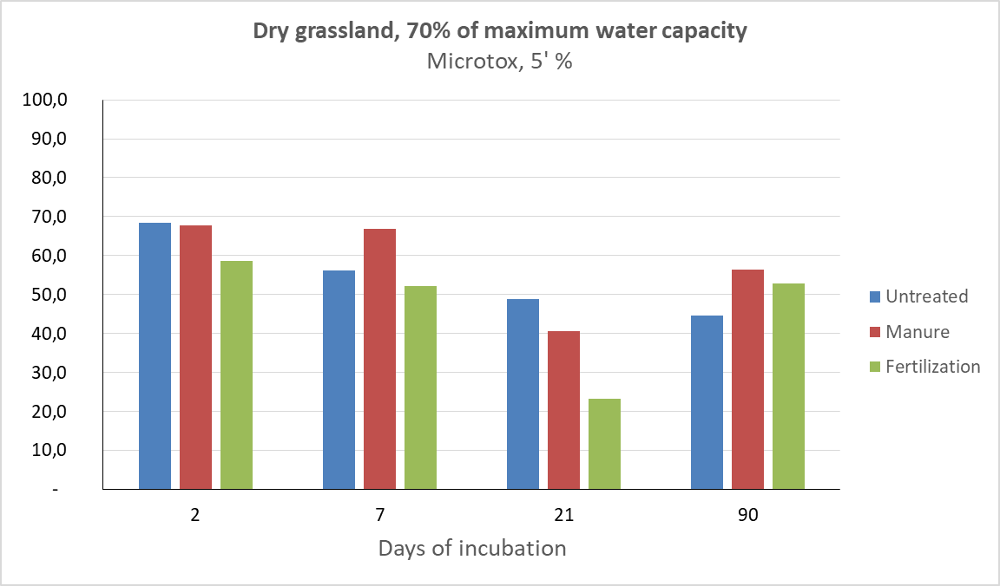 Dry grassland, 70% of maximum water capacity
Microtox, 5' %
100,0
90,0
80,0
70,0
60,0
50,0
40,0
30,0
20,0
10,0
-
2 7 21 90
Days of incubation
Untreated
Manure
Fertilization